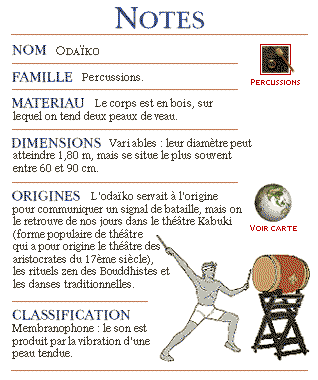 NOTES
NOM ODAÏKO
FAMILLE Percussions.
PERCUSSIONS
MATERIAU Le corps est en bois, sur
lequel on tend deux peaux de veau.
DIMENSIONS Variables : leur diamètre peut
atteindre 1,80 m, mais se situe le plus souvent
entre 60 et 90 cm.
ORIGINES L'odaïko servait à l'origine
pour communiquer un signal de bataille, mais on
le retrouve de nos jours dans le théâtre Kabuki
(forme populaire de théâtre
qui a pour origine le théâtre des
aristocrates du 17ème siècle),
les rituels zen des Bouddhistes et
les danses traditionnelles.
VOIR CARTE
CLASSIFICATION
Membranophone : le son est
produit par la vibration d'une
peau tendue.